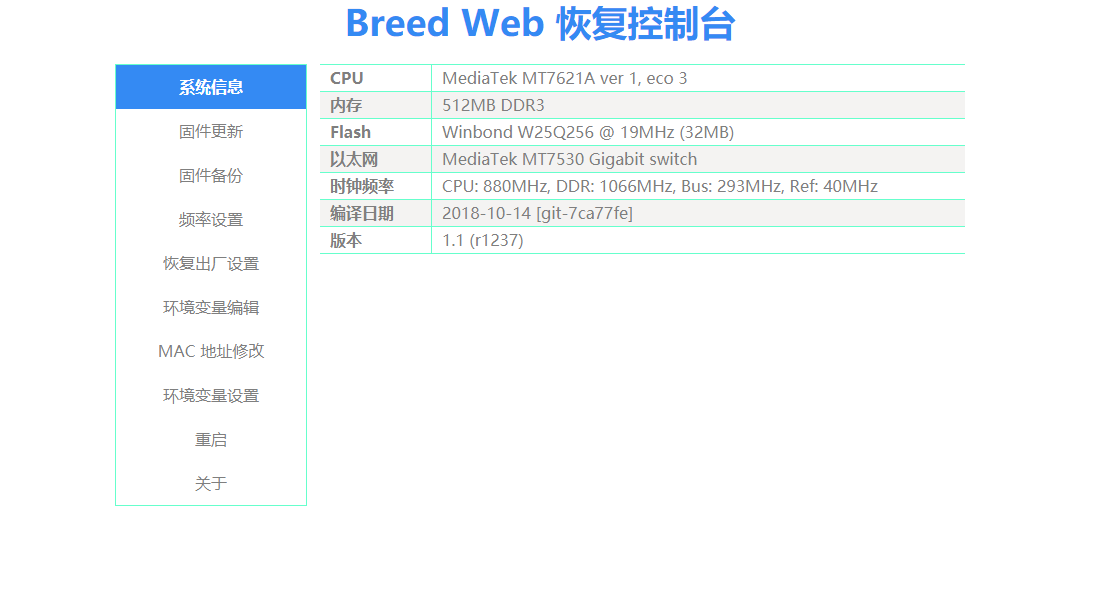 Breed Web 恢复控制台
系统信息
固件更新
固件备份
频率设置
恢复出厂设置
环境变量编辑
MAC 地址修改
环境变量设置
重启
关于
CPU MediaTek MT7621A ver 1, eco 3
内存 512MB DDR3
Flash Winbond W25Q256 @ 19MHz (32MB)
以太网 MediaTek MT7530 Gigabit switch
时钟频率 CPU: 880MHz, DDR: 1066MHz, Bus: 293MHz, Ref: 40MHz
编译日期 2018-10-14 [git-7ca77fe]
版本 1.1 (r1237)